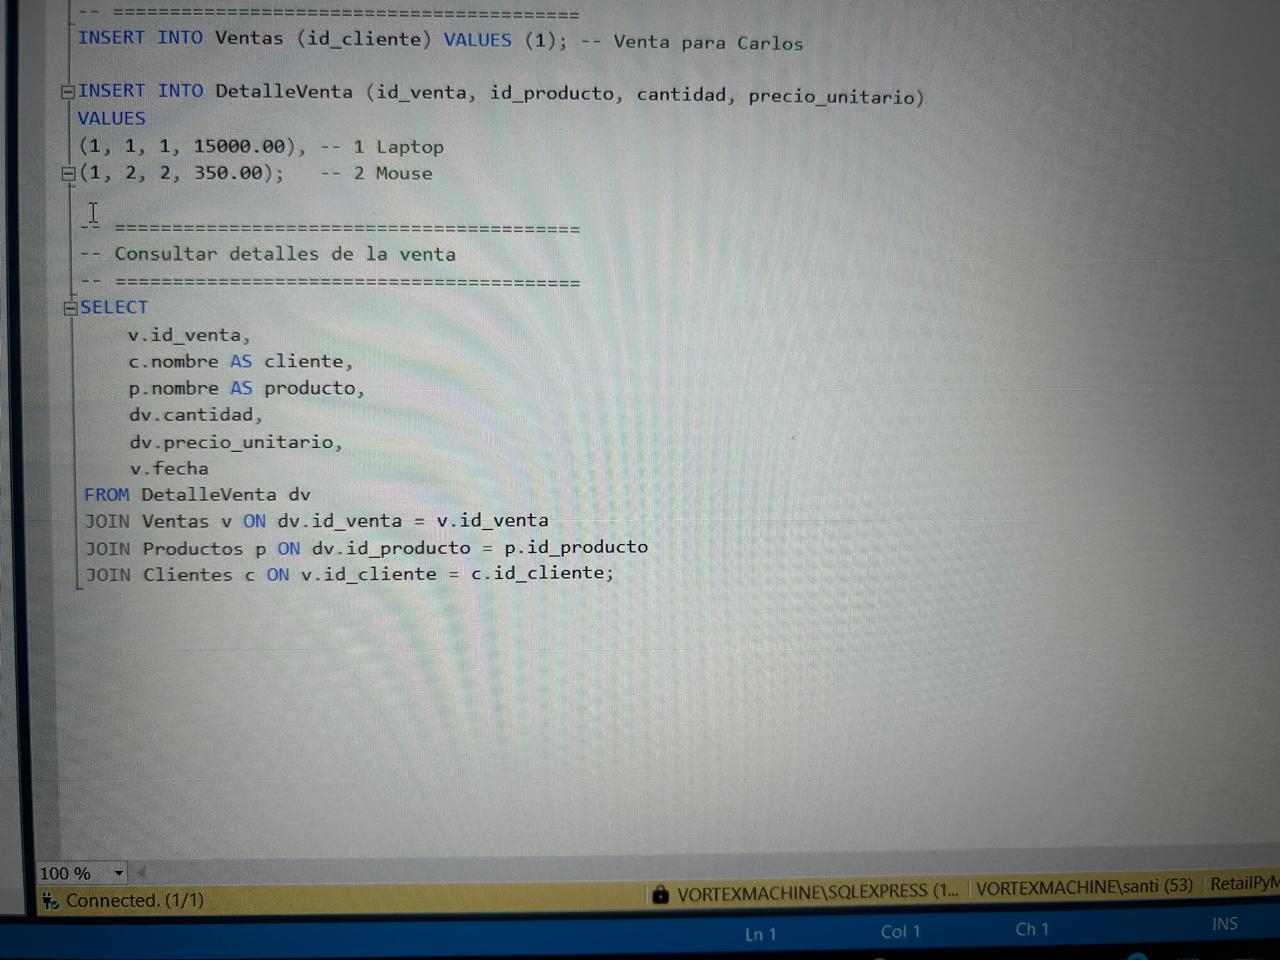 -- =========================================
INSERT INTO Ventas (id_cliente) VALUES (1); -- Venta para Carlos
INSERT INTO DetalleVenta (id_venta, id_producto, cantidad, precio_unitario)
VALUES
(1, 1, 1, 15000.00), -- 1 Laptop
(1, 2, 2, 350.00);   -- 2 Mouse
-- =========================================
-- Consultar detalles de la venta
-- =========================================
SELECT
    v.id_venta,
    c.nombre AS cliente,
    p.nombre AS producto,
    dv.cantidad,
    dv.precio_unitario,
    v.fecha
FROM DetalleVenta dv
JOIN Ventas v ON dv.id_venta = v.id_venta
JOIN Productos p ON dv.id_producto = p.id_producto
JOIN Clientes c ON v.id_cliente = c.id_cliente;
100 %
Connected. (1/1) VORTEXMACHINE\SQLEXPRESS (1... VORTEXMACHINE\santi (53) RetailPyM
Ln 1 Col 1 Ch 1 INS